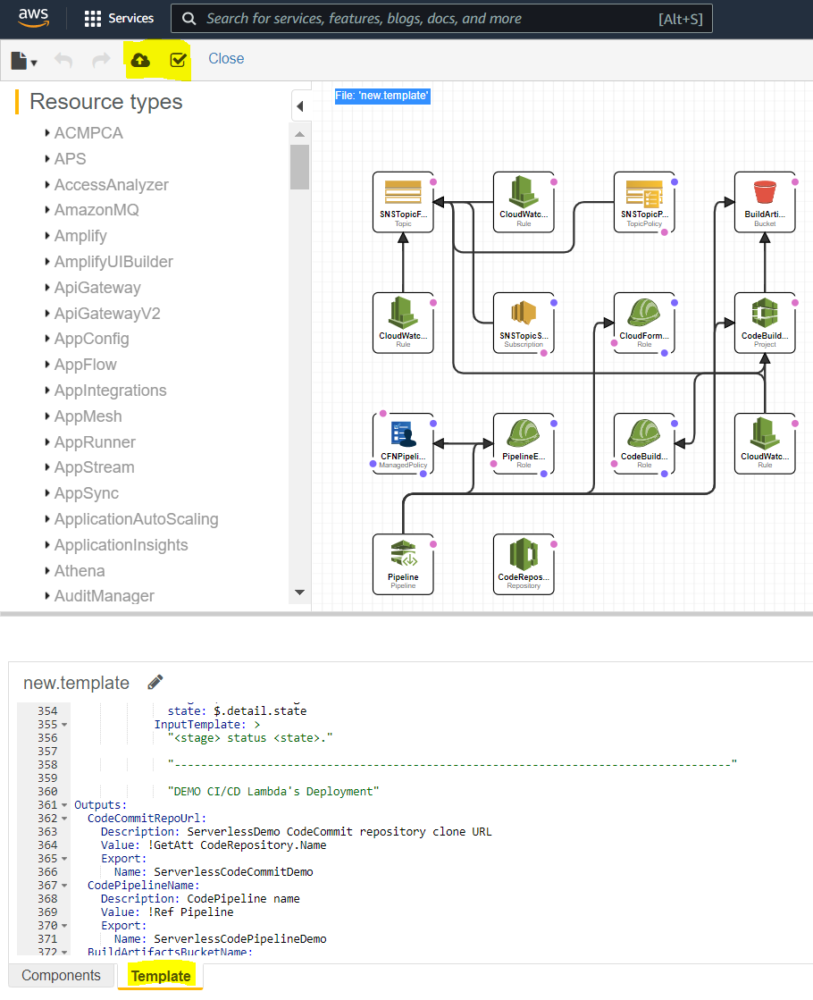 aws
Services
Search for services, features, blogs, docs, and more
[Alt+S]
Close
Resource types
ACMPCA
APS
AccessAnalyzer
AmazonMQ
Amplify
AmplifyUIBuilder
ApiGateway
ApiGatewayV2
AppConfig
AppFlow
AppIntegrations
AppMesh
AppRunner
AppStream
AppSync
ApplicationAutoScaling
ApplicationInsights
Athena
AuditManager
File: 'new.template'
SNSTopicF...
Topic
CloudWatc...
Rule
SNSTopicP...
TopicPolicy
BuildArti...
Bucket
CloudWatc...
Rule
SNSTopicS...
Subscription
CloudForm...
Role
CodeBuild...
Project
CFNPipeli...
ManagedPolicy
PipelineE...
Role
CodeBuild...
Role
CloudWatc...
Rule
Pipeline
Pipeline
CodeRepos...
Repository
new.template
354 state: $.detail.state
355 InputTemplate: >
356 "<stage> status <state>."
357
358 "------------------------------------------------------------------------------------"
359
360 "DEMO CI/CD Lambda's Deployment"
361 Outputs:
362 CodeCommitRepoUrl:
363 Description: ServerlessDemo CodeCommit repository clone URL
364 Value: !GetAtt CodeRepository.Name
365 Export:
366 Name: ServerlessCodeCommitDemo
367 CodePipelineName:
368 Description: CodePipeline name
369 Value: !Ref Pipeline
370 Export:
371 Name: ServerlessCodePipelineDemo
372 BuildArtifactsBucketName:
Components
Template